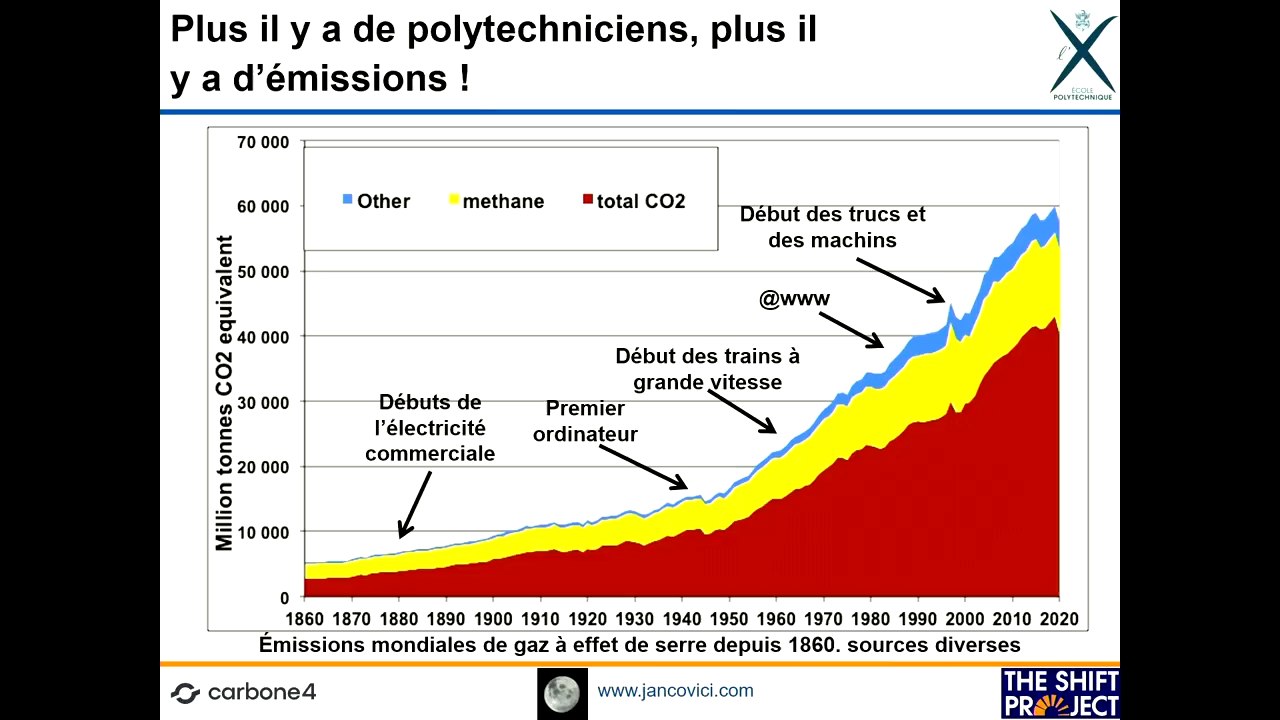 Plus il y a de polytechniciens, plus il
y a d’émissions !
l'X
ÉCOLE
POLYTECHNIQUE
Million tonnes CO2 equivalent
70 000
60 000
50 000
40 000
30 000
20 000
10 000
0
Other methane total CO2
Début des trucs et
des machins
@www
Début des trains à
grande vitesse
Premier
ordinateur
Débuts de
l’électricité
commerciale
1860 1870 1880 1890 1900 1910 1920 1930 1940 1950 1960 1970 1980 1990 2000 2010 2020
Émissions mondiales de gaz à effet de serre depuis 1860. sources diverses
carbone4
www.jancovici.com
THE SHIFT
PROJECT